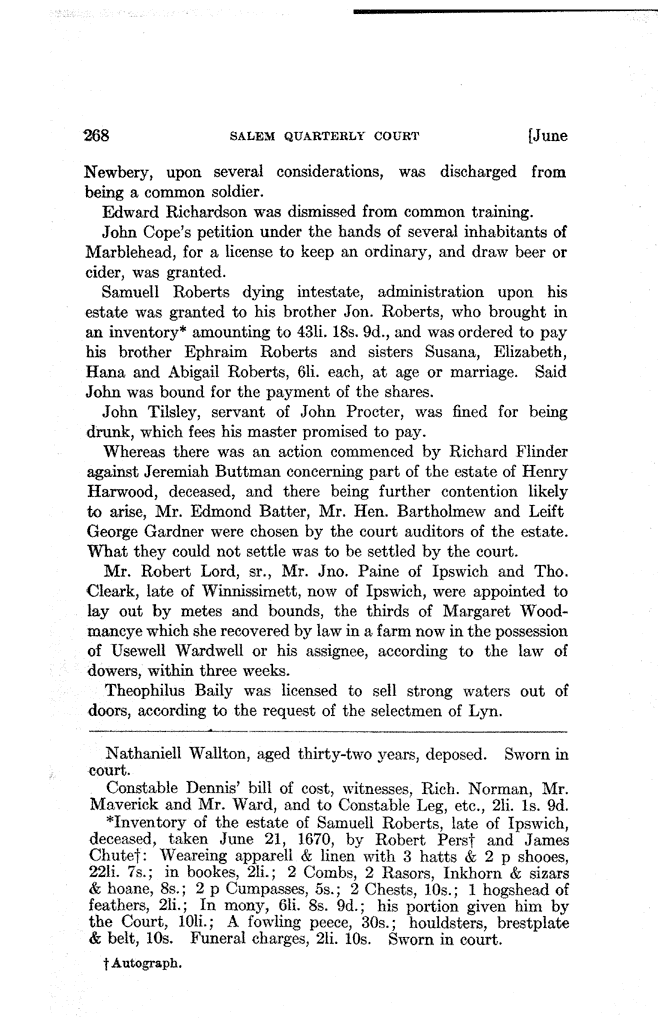 268 SALEM QUARTERLY COURT [June
Newbery, upon several considerations, was discharged from
being a common soldier.
Edward Richardson was dismissed from common training.
John Cope's petition under the hands of several inhabitants of
Marblehead, for a license to keep an ordinary, and draw beer or
cider, was granted.
Samuell Roberts dying intestate, administration upon his
estate was granted to his brother Jon. Roberts, who brought in
an inventory* amounting to 43li. 18s. 9d., and was ordered to pay
his brother Ephraim Roberts and sisters Susana, Elizabeth,
Hana and Abigail Roberts, 6li. each, at age or marriage. Said
John was bound for the payment of the shares.
John Tilsley, servant of John Procter, was fined for being
drunk, which fees his master promised to pay.
Whereas there was an action commenced by Richard Flinder
against Jeremiah Buttman concerning part of the estate of Henry
Harwood, deceased, and there being further contention likely
to arise, Mr. Edmond Batter, Mr. Hen. Bartholmew and Leift
George Gardner were chosen by the court auditors of the estate.
What they could not settle was to be settled by the court.
Mr. Robert Lord, sr., Mr. Jno. Paine of Ipswich and Tho.
Cleark, late of Winnissimett, now of Ipswich, were appointed to
lay out by metes and bounds, the thirds of Margaret Wood-
mancye which she recovered by law in a farm now in the possession
of Usewell Wardwell or his assignee, according to the law of
dowers, within three weeks.
Theophilus Baily was licensed to sell strong waters out of
doors, according to the request of the selectmen of Lyn.
Nathaniell Wallton, aged thirty-two years, deposed. Sworn in
court.
Constable Dennis' bill of cost, witnesses, Rich. Norman, Mr.
Maverick and Mr. Ward, and to Constable Leg, etc., 2li. 1s. 9d.
*Inventory of the estate of Samuell Roberts, late of Ipswich,
deceased, taken June 21, 1670, by Robert Pers† and James
Chute†: Weareing apparell & linen with 3 hatts & 2 p shooes,
22li. 7s.; in bookes, 2li.; 2 Combs, 2 Rasors, Inkhorn & sizars
& hoane, 8s.; 2 p Cumpasses, 5s.; 2 Chests, 10s.; 1 hogshead of
feathers, 2li.; In mony, 6li. 8s. 9d.; his portion given him by
the Court, 10li.; A fowling peece, 30s.; houldsters, brestplate
& belt, 10s. Funeral charges, 2li. 10s. Sworn in court.
†Autograph.